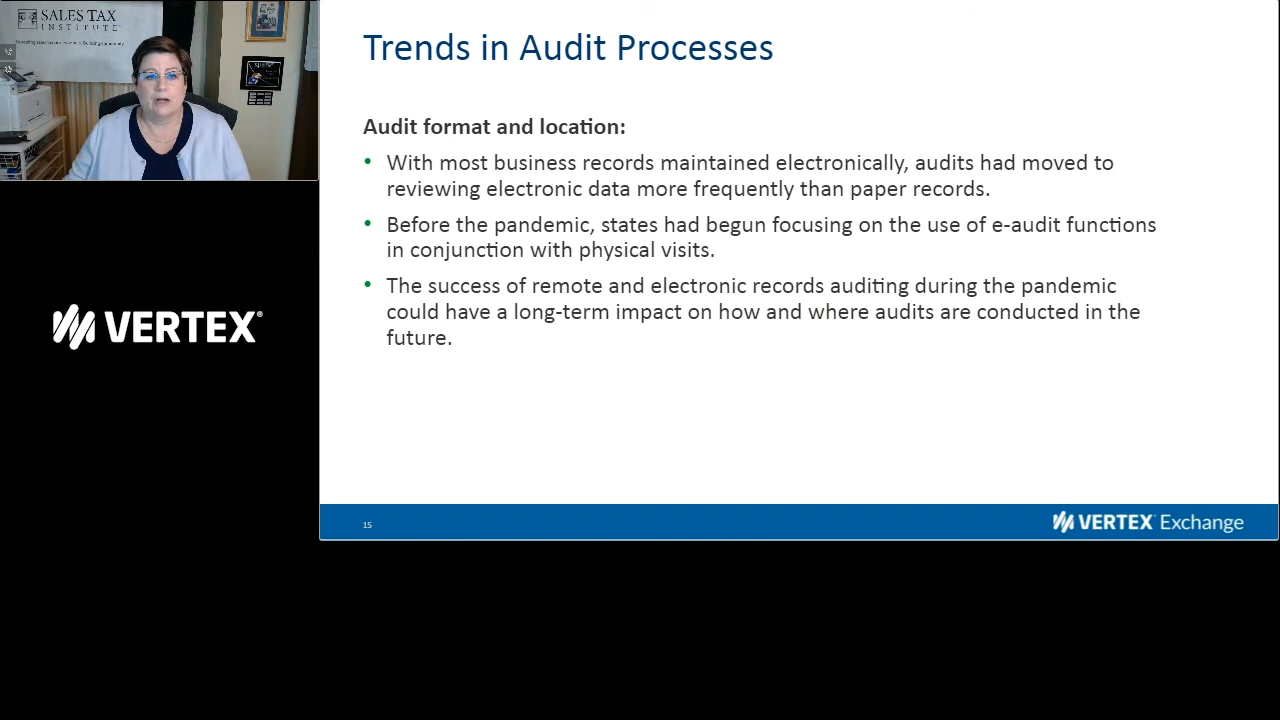 SALES TAX
INSTITUTE
VERTEX®
Trends in Audit Processes
Audit format and location:
• With most business records maintained electronically, audits had moved to
reviewing electronic data more frequently than paper records.
• Before the pandemic, states had begun focusing on the use of e-audit functions
in conjunction with physical visits.
• The success of remote and electronic records auditing during the pandemic
could have a long-term impact on how and where audits are conducted in the
future.
15
VERTEX Exchange